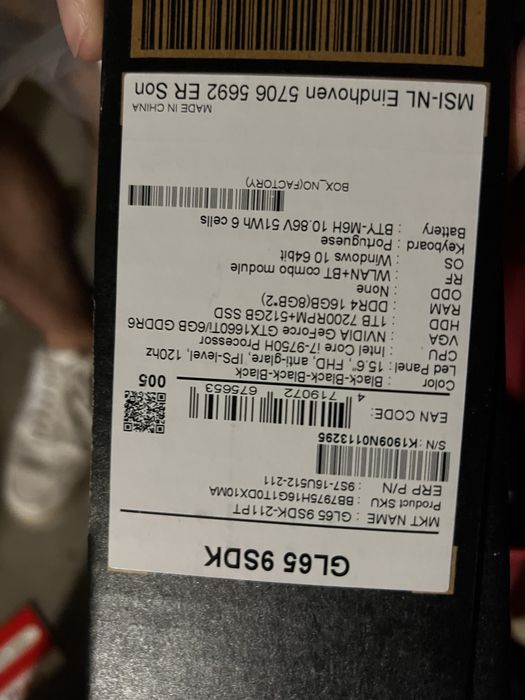 GL65 9SDK
MKT NAME : GL65 9SDK-211PT
Product SKU : BB7975H16G1T0DX10MA
ERP P/N : 9S7-16U512-211
S/N: K1909N0113295
EAN CODE: 4 719072 675653
005
Color : Black-Black-Black-Black
Led Panel : 15.6", FHD, anti-glare, IPS-level, 120hz
CPU : Intel Core i7-9750H Processor
VGA : NVIDIA GeForce GTX1660Ti/6GB GDDR6
HDD : 1TB 7200RPM+512GB SSD
RAM : DDR4 16GB(8GB*2)
ODD : None
RF : WLAN+BT combo module
OS : Windows 10 64bit
Keyboard : Portuguese
Battery : BTY-M6H 10.86V 51Wh 6 cells
BOX_NO(FACTORY)
MADE IN CHINA
MSI-NL Eindhoven 5706 5692 ER Son